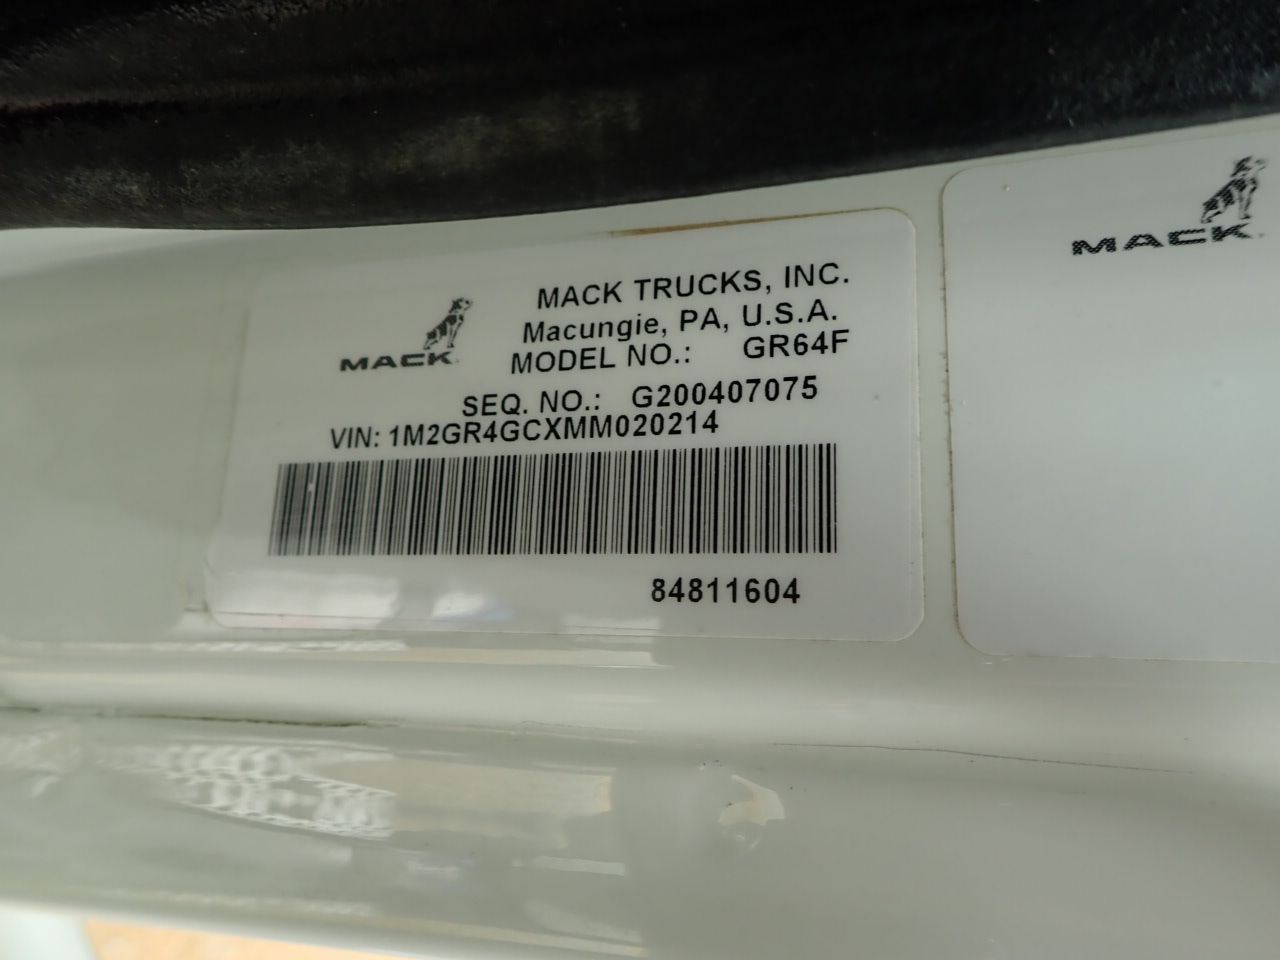 MACK TRUCKS, INC.
Macungie, PA, U.S.A.
MACK
MODEL NO.: GR64F
SEQ. NO.: G200407075
VIN: 1M2GR4GCXMM020214
84811604
MACK